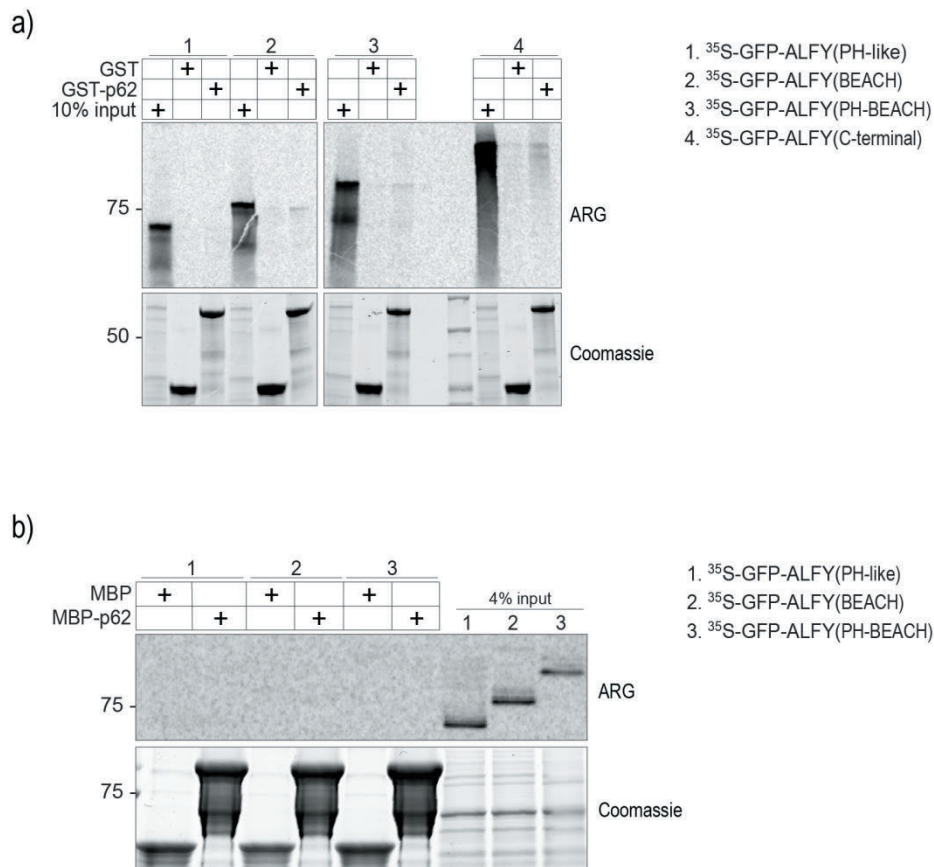 a)
1 2 3 4
GST + + + +
GST-p62 + + + +
10% input + + + +
75 -
ARG
50 -
Coomassie
1. ³⁵S-GFP-ALFY(PH-like)
2. ³⁵S-GFP-ALFY(BEACH)
3. ³⁵S-GFP-ALFY(PH-BEACH)
4. ³⁵S-GFP-ALFY(C-terminal)
b)
1 2 3
MBP + + +
MBP-p62 + + +
4% input
1 2 3
75 -
ARG
75 -
Coomassie
1. ³⁵S-GFP-ALFY(PH-like)
2. ³⁵S-GFP-ALFY(BEACH)
3. ³⁵S-GFP-ALFY(PH-BEACH)